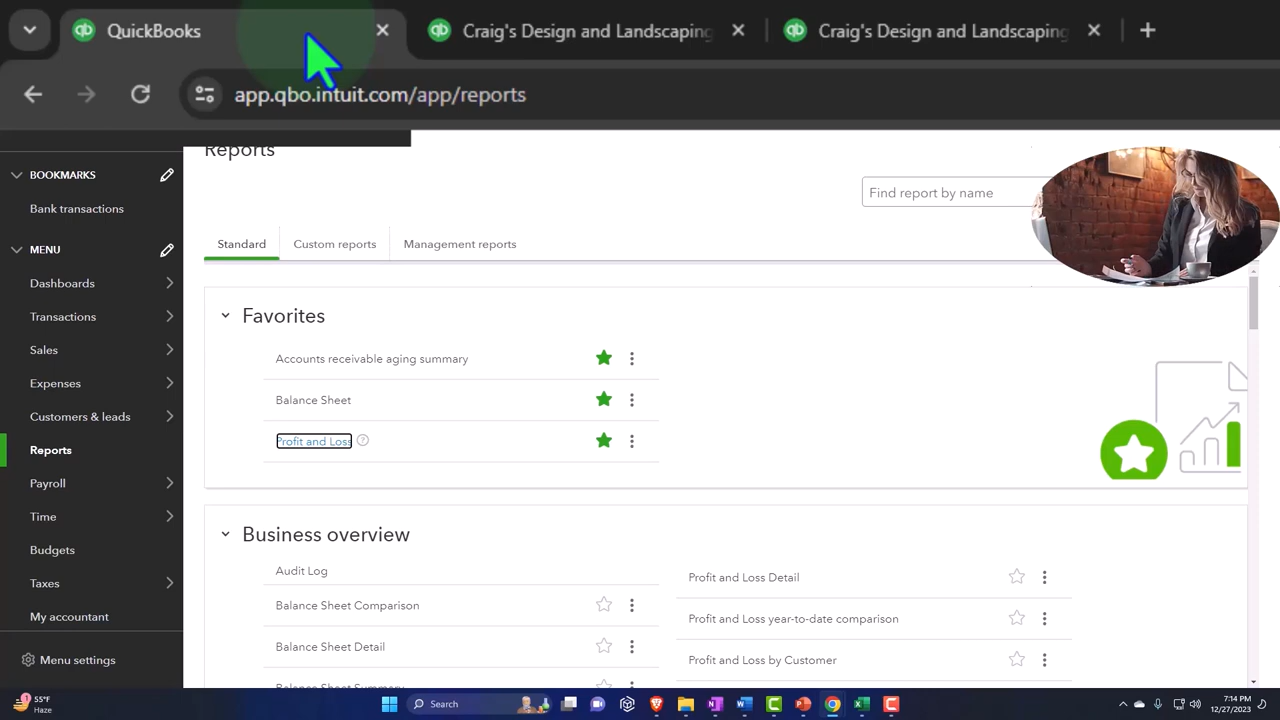 QuickBooks
Craig's Design and Landscaping
Craig's Design and Landscaping
app.qbo.intuit.com/app/reports
Reports
BOOKMARKS
Bank transactions
MENU
Dashboards
Transactions
Sales
Expenses
Customers & leads
Reports
Payroll
Time
Budgets
Taxes
My accountant
Menu settings
Find report by name
Standard
Custom reports
Management reports
Favorites
Accounts receivable aging summary
Balance Sheet
Profit and Loss
Business overview
Audit Log
Balance Sheet Comparison
Balance Sheet Detail
Balance Sheet Summary
Profit and Loss Detail
Profit and Loss year-to-date comparison
Profit and Loss by Customer
55°F
Haze
Search
7:14 PM
12/27/2023